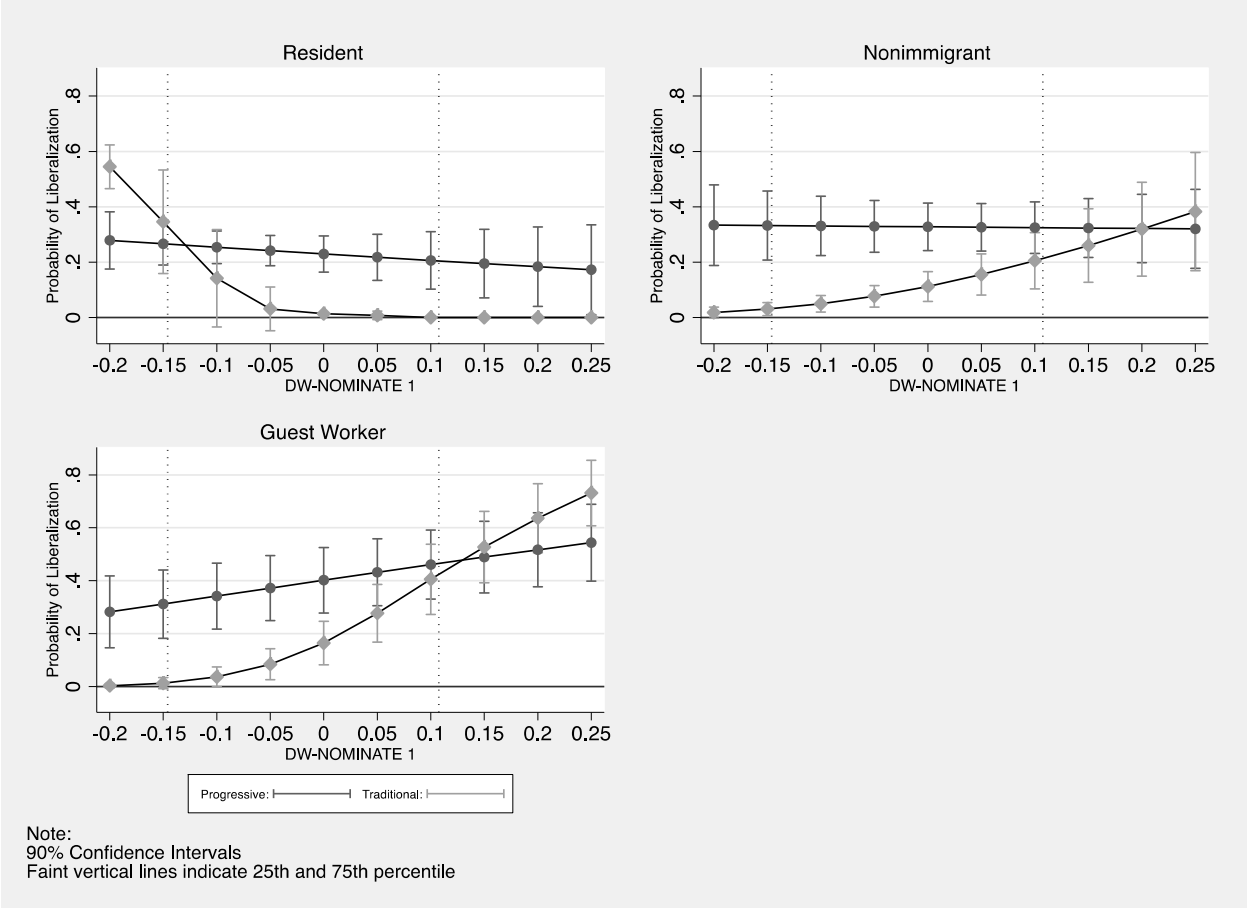 Resident
Probability of Liberalization
.8
.6
.4
.2
0
-0.2 -0.15 -0.1 -0.05 0 0.05 0.1 0.15 0.2 0.25
DW-NOMINATE 1
Nonimmigrant
Probability of Liberalization
.8
.6
.4
.2
0
-0.2 -0.15 -0.1 -0.05 0 0.05 0.1 0.15 0.2 0.25
DW-NOMINATE 1
Guest Worker
Probability of Liberalization
.8
.6
.4
.2
0
-0.2 -0.15 -0.1 -0.05 0 0.05 0.1 0.15 0.2 0.25
DW-NOMINATE 1
Progressive: Traditional:
Note:
90% Confidence Intervals
Faint vertical lines indicate 25th and 75th percentile